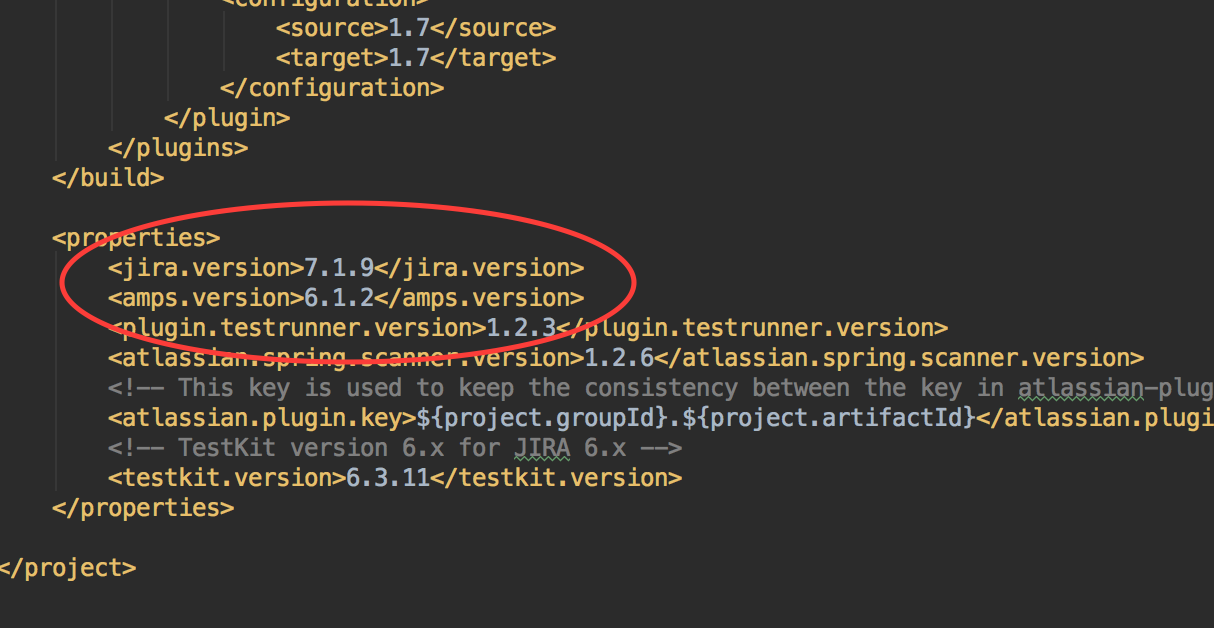 <configuration>
<source>1.7</source>
<target>1.7</target>
</configuration>
</plugin>
</plugins>
</build>
<properties>
<jira.version>7.1.9</jira.version>
<amps.version>6.1.2</amps.version>
<plugin.testrunner.version>1.2.3</plugin.testrunner.version>
<atlassian.spring.scanner.version>1.2.6</atlassian.spring.scanner.version>
<!-- This key is used to keep the consistency between the key in atlassian-plug
<atlassian.plugin.key>${project.groupId}.${project.artifactId}</atlassian.plugi
<!-- TestKit version 6.x for JIRA 6.x -->
<testkit.version>6.3.11</testkit.version>
</properties>
</project>